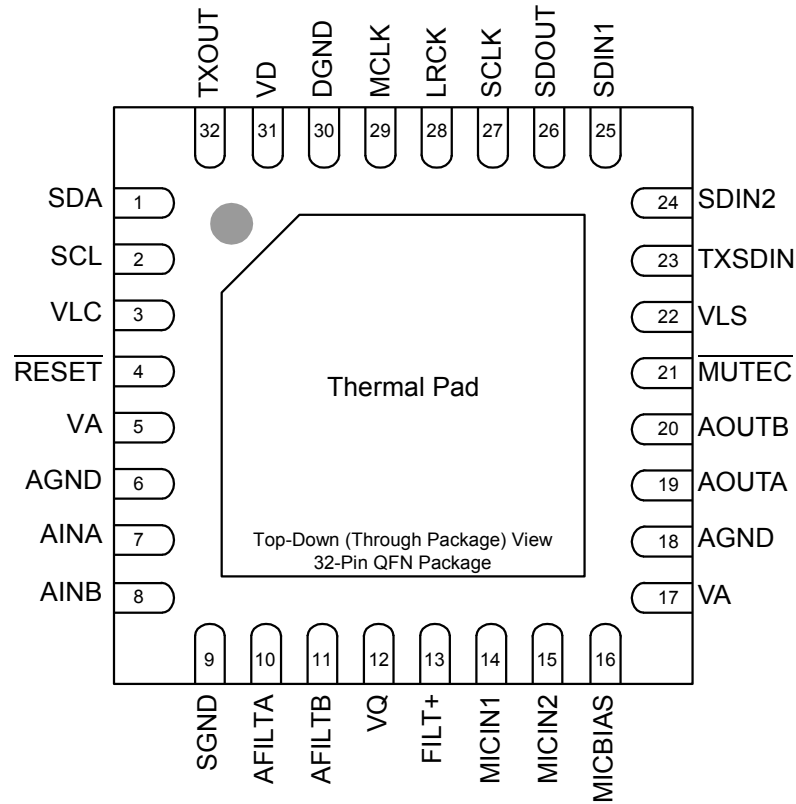 TXOUT
VD
DGND
MCLK
LRCK
SCLK
SDOUT
SDIN1
32
31
30
29
28
27
26
25
SDA 1
SCL 2
VLC 3
RESET 4
VA 5
AGND 6
AINA 7
AINB 8
24 SDIN2
23 TXSDIN
22 VLS
21 MUTEC
20 AOUTB
19 AOUTA
18 AGND
17 VA
Thermal Pad
Top-Down (Through Package) View
32-Pin QFN Package
9
10
11
12
13
14
15
16
SGND
AFILTA
AFILTB
VQ
FILT+
MICIN1
MICIN2
MICBIAS